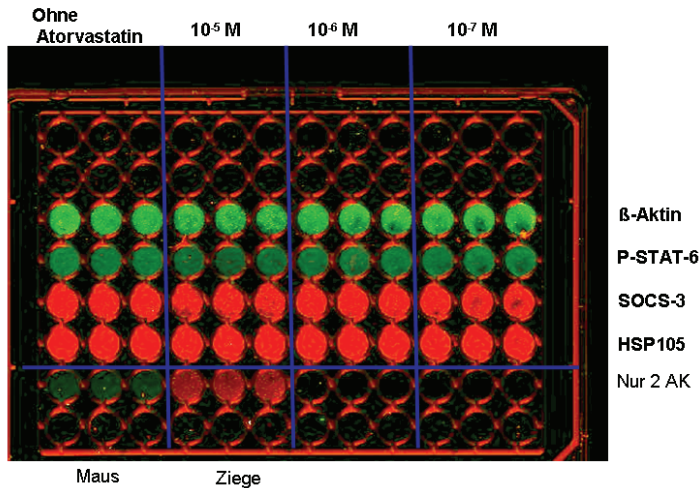 Ohne
Atorvastatin
10⁻⁵ M
10⁻⁶ M
10⁻⁷ M
ß-Aktin
P-STAT-6
SOCS-3
HSP105
Nur 2 AK
Maus
Ziege